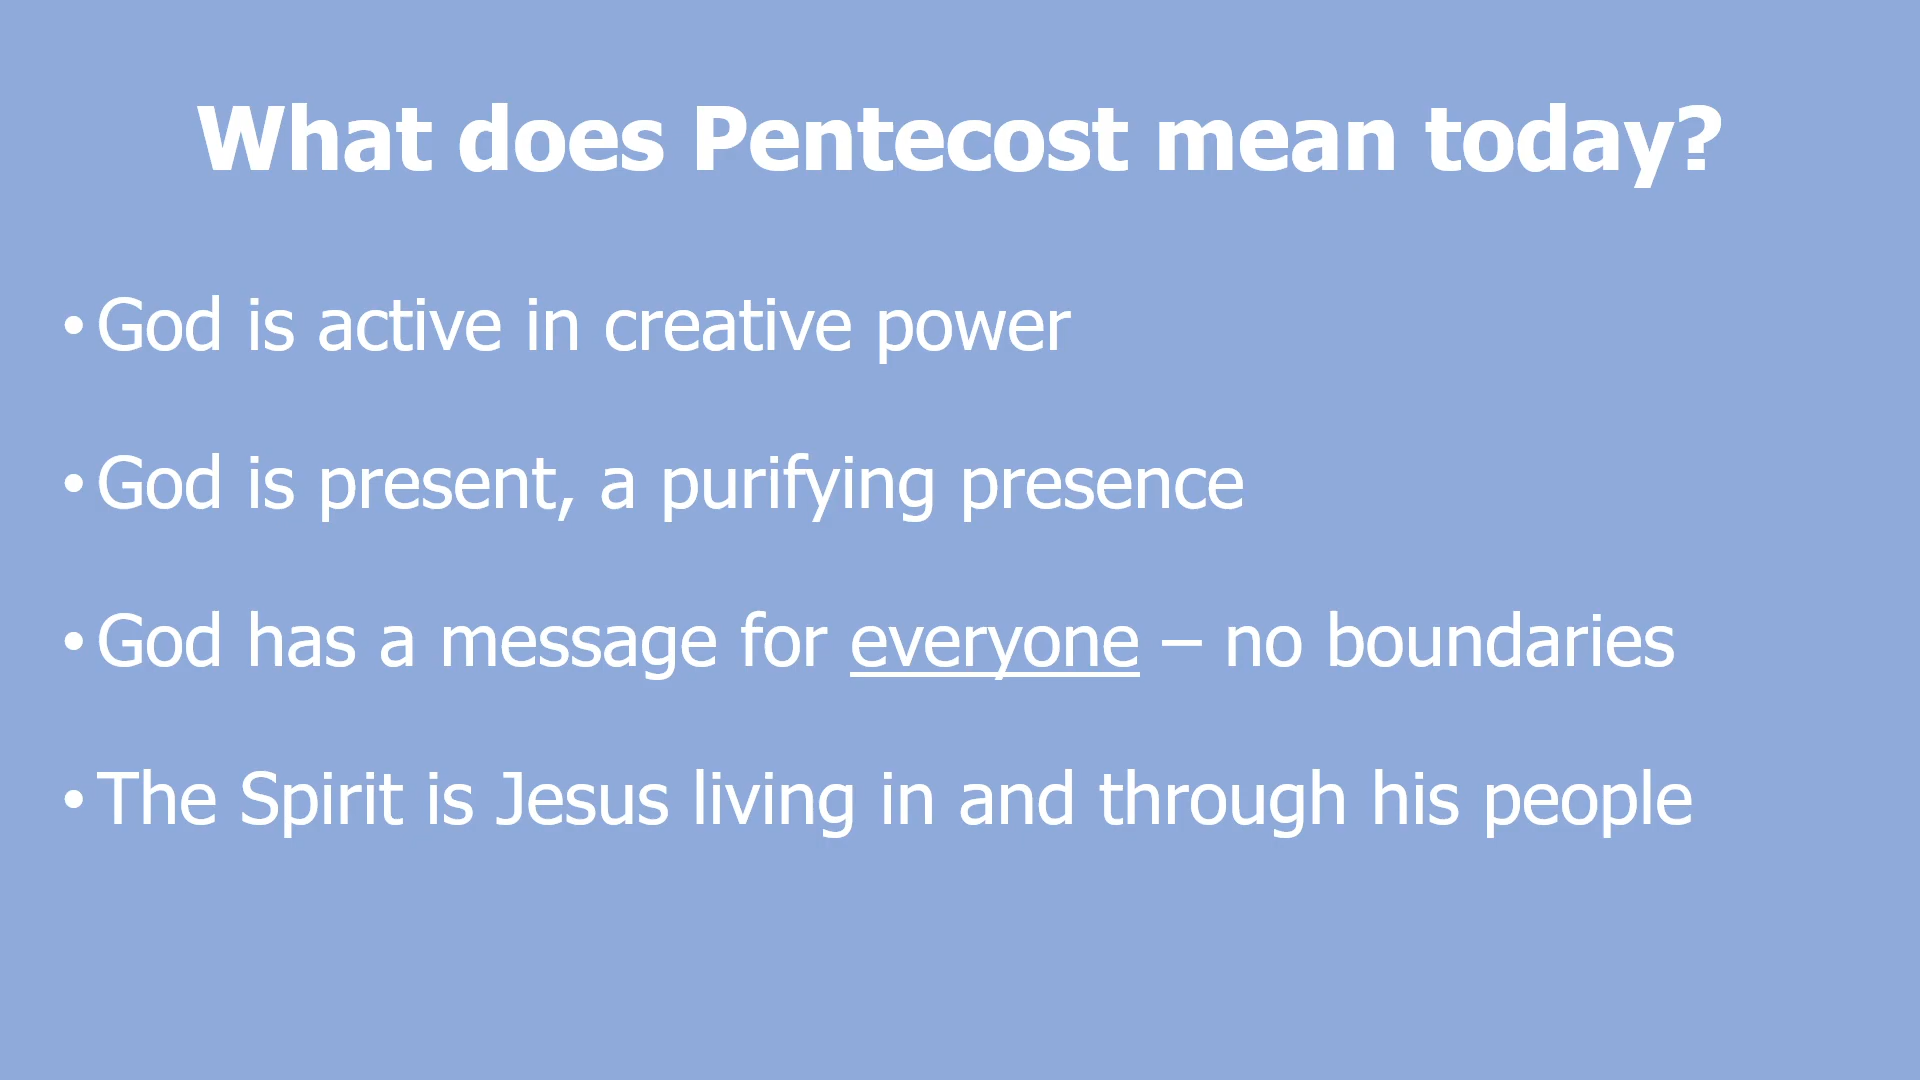 What does Pentecost mean today?
• God is active in creative power
• God is present, a purifying presence
• God has a message for everyone – no boundaries
• The Spirit is Jesus living in and through his people